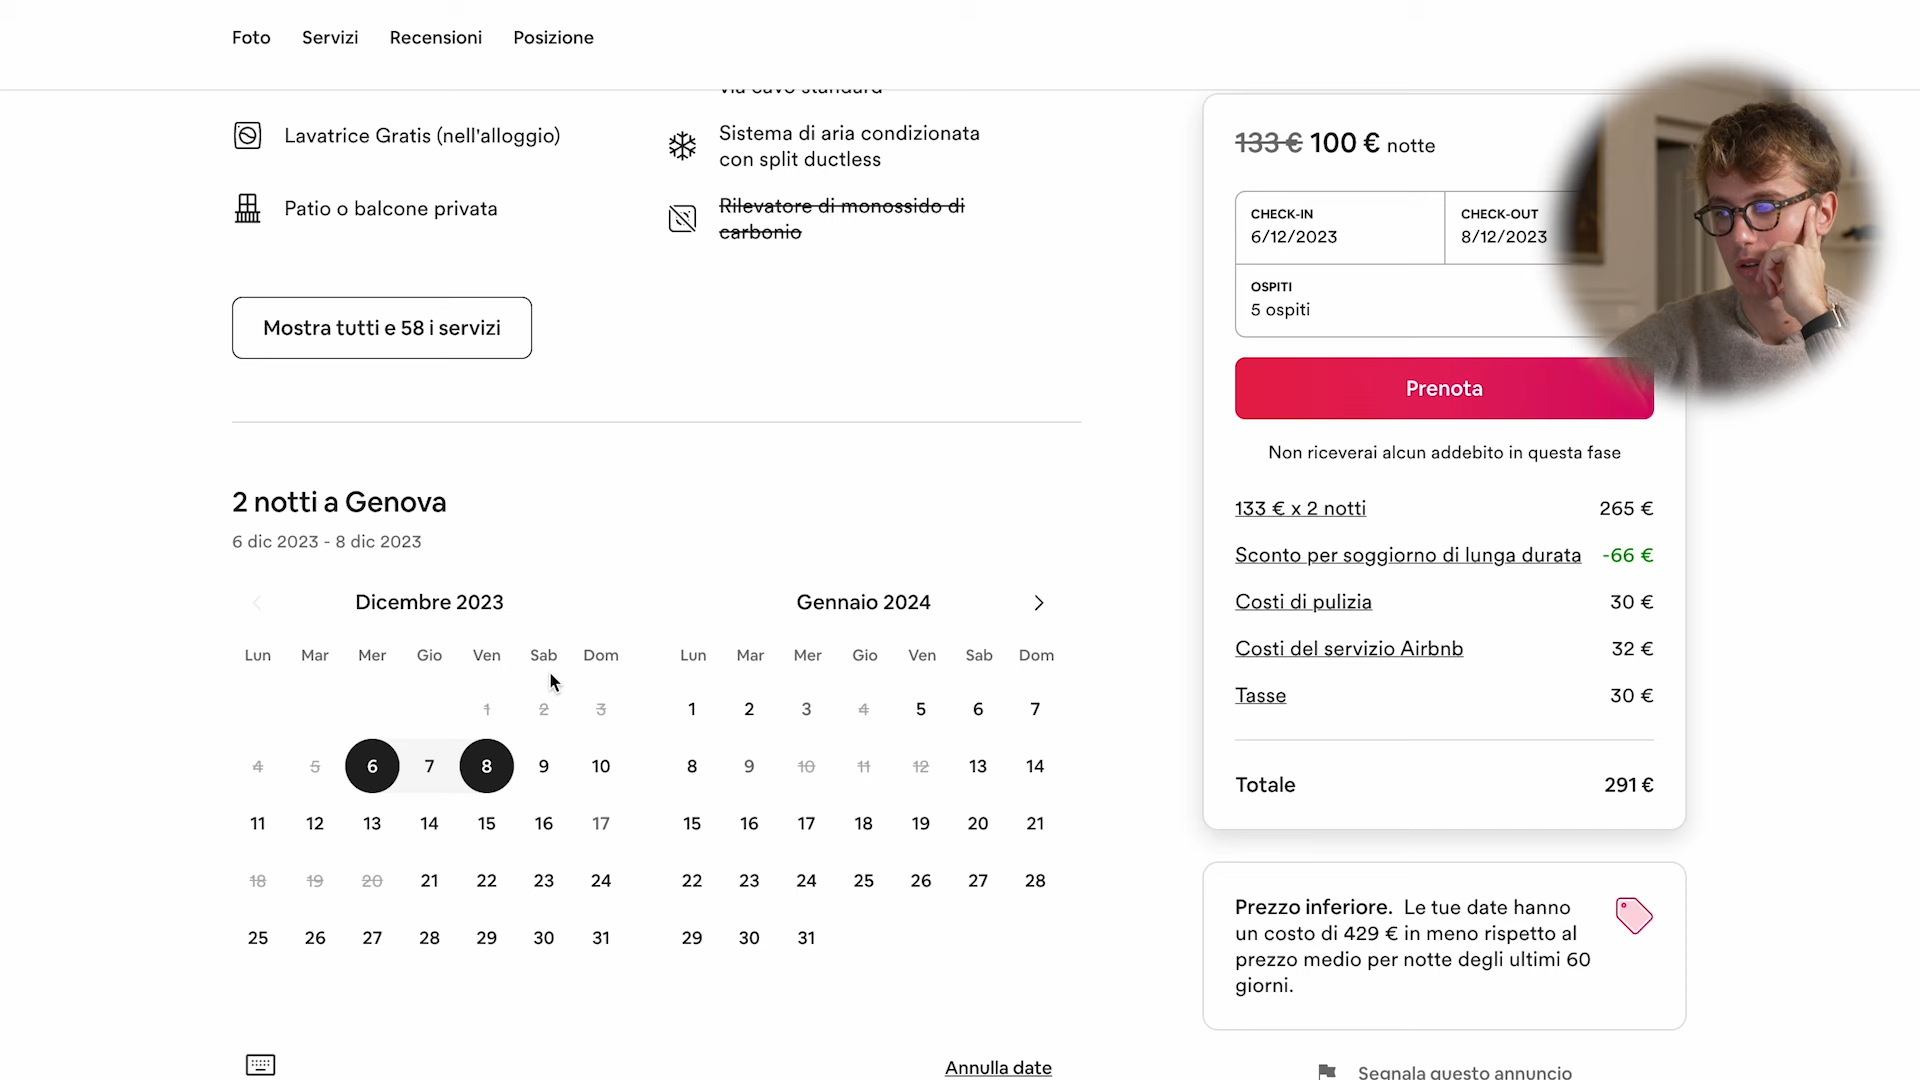 Foto Servizi Recensioni Posizione
via cavo standard
Lavatrice Gratis (nell'alloggio)
Sistema di aria condizionata
con split ductless
Patio o balcone privata
Rilevatore di monossido di
carbonio
Mostra tutti e 58 i servizi
2 notti a Genova
6 dic 2023 - 8 dic 2023
Dicembre 2023
Lun Mar Mer Gio Ven Sab Dom
1 2 3
4 5 6 7 8 9 10
11 12 13 14 15 16 17
18 19 20 21 22 23 24
25 26 27 28 29 30 31
Gennaio 2024
Lun Mar Mer Gio Ven Sab Dom
1 2 3 4 5 6 7
8 9 10 11 12 13 14
15 16 17 18 19 20 21
22 23 24 25 26 27 28
29 30 31
Annulla date
133 € 100 € notte
CHECK-IN
6/12/2023
CHECK-OUT
8/12/2023
OSPITI
5 ospiti
Prenota
Non riceverai alcun addebito in questa fase
133 € x 2 notti 265 €
Sconto per soggiorno di lunga durata -66 €
Costi di pulizia 30 €
Costi del servizio Airbnb 32 €
Tasse 30 €
Totale 291 €
Prezzo inferiore. Le tue date hanno
un costo di 429 € in meno rispetto al
prezzo medio per notte degli ultimi 60
giorni.
Segnala questo annuncio